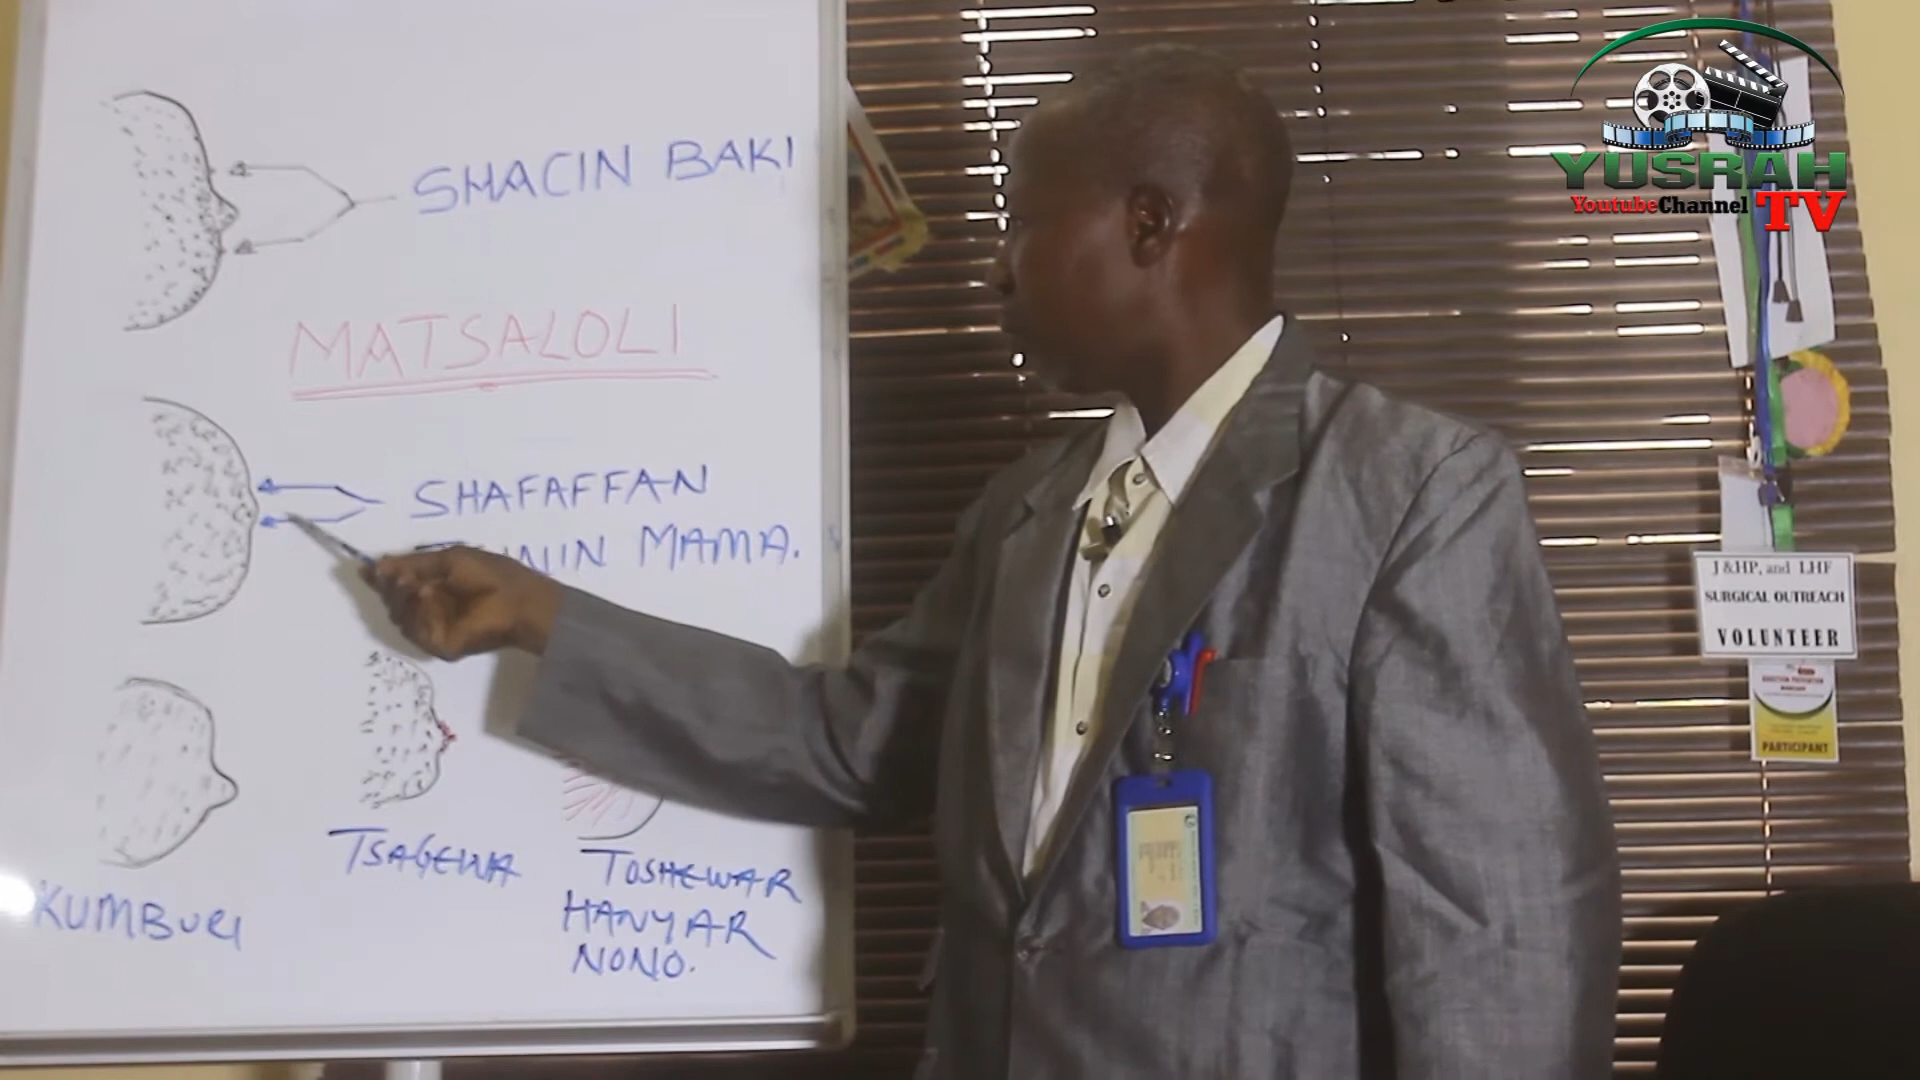 SHACIN BAKI
MATSALOLI
SHAFAFFAN
MAMA.
KUMBURI
TSAGEWA
TOSHEWAR
HANYAR
NONO.
YUSRAH
YoutubeChannel TV
J&HP, and LHF
SURGICAL OUTREACH
VOLUNTEER
PARTICIPANT